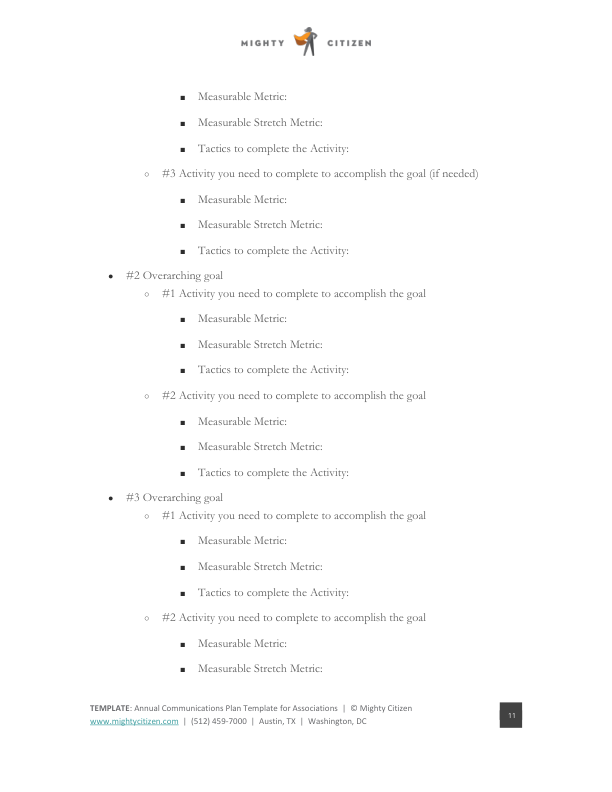 MIGHTY CITIZEN
▪ Measurable Metric:
▪ Measurable Stretch Metric:
▪ Tactics to complete the Activity:
○ #3 Activity you need to complete to accomplish the goal (if needed)
▪ Measurable Metric:
▪ Measurable Stretch Metric:
▪ Tactics to complete the Activity:
● #2 Overarching goal
○ #1 Activity you need to complete to accomplish the goal
▪ Measurable Metric:
▪ Measurable Stretch Metric:
▪ Tactics to complete the Activity:
○ #2 Activity you need to complete to accomplish the goal
▪ Measurable Metric:
▪ Measurable Stretch Metric:
▪ Tactics to complete the Activity:
● #3 Overarching goal
○ #1 Activity you need to complete to accomplish the goal
▪ Measurable Metric:
▪ Measurable Stretch Metric:
▪ Tactics to complete the Activity:
○ #2 Activity you need to complete to accomplish the goal
▪ Measurable Metric:
▪ Measurable Stretch Metric:
TEMPLATE: Annual Communications Plan Template for Associations | © Mighty Citizen
www.mightycitizen.com | (512) 459-7000 | Austin, TX | Washington, DC
11